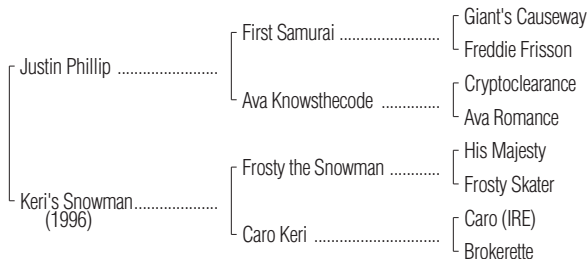 Giant's Causeway
First Samurai ........................
Freddie Frisson
Justin Phillip ........................
Cryptoclearance
Ava Knowsthecode ..............
Ava Romance
His Majesty
Frosty the Snowman ............
Frosty Skater
Keri's Snowman....................
(1996)
Caro (IRE)
Caro Keri ..............................
Brokerette